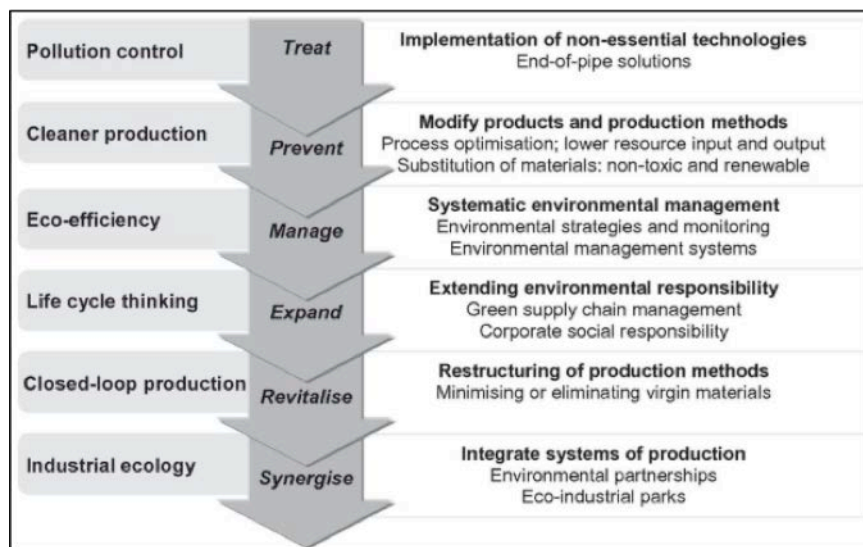 Pollution control
Treat
Implementation of non-essential technologies
End-of-pipe solutions
Cleaner production
Prevent
Modify products and production methods
Process optimisation; lower resource input and output
Substitution of materials: non-toxic and renewable
Eco-efficiency
Manage
Systematic environmental management
Environmental strategies and monitoring
Environmental management systems
Life cycle thinking
Expand
Extending environmental responsibility
Green supply chain management
Corporate social responsibility
Closed-loop production
Revitalise
Restructuring of production methods
Minimising or eliminating virgin materials
Industrial ecology
Synergise
Integrate systems of production
Environmental partnerships
Eco-industrial parks